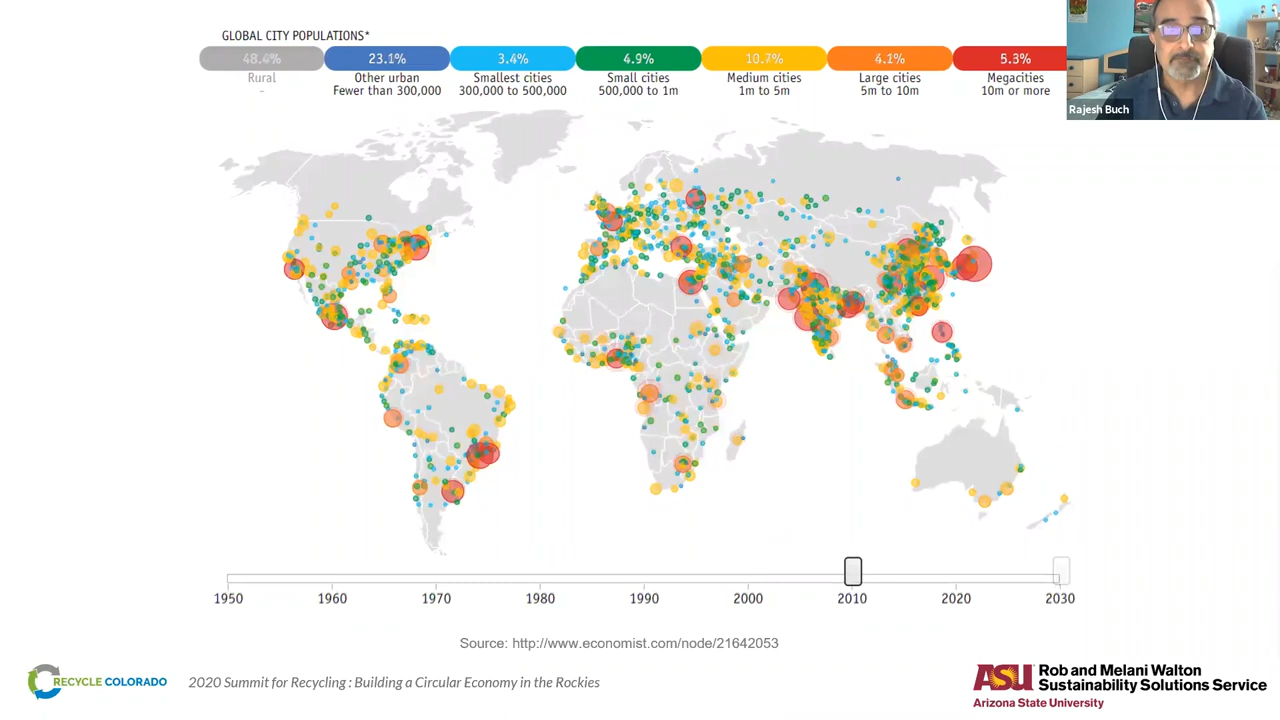 GLOBAL CITY POPULATIONS*
48.4% 23.1% 3.4% 4.9% 10.7% 4.1% 5.3%
Rural Other urban Smallest cities Small cities Medium cities Large cities Megacities
- Fewer than 300,000 300,000 to 500,000 500,000 to 1m 1m to 5m 5m to 10m 10m or more
Rajesh Buch
1950 1960 1970 1980 1990 2000 2010 2020 2030
Source: http://www.economist.com/node/21642053
RECYCLE COLORADO
2020 Summit for Recycling : Building a Circular Economy in the Rockies
ASU Rob and Melani Walton
Sustainability Solutions Service
Arizona State University